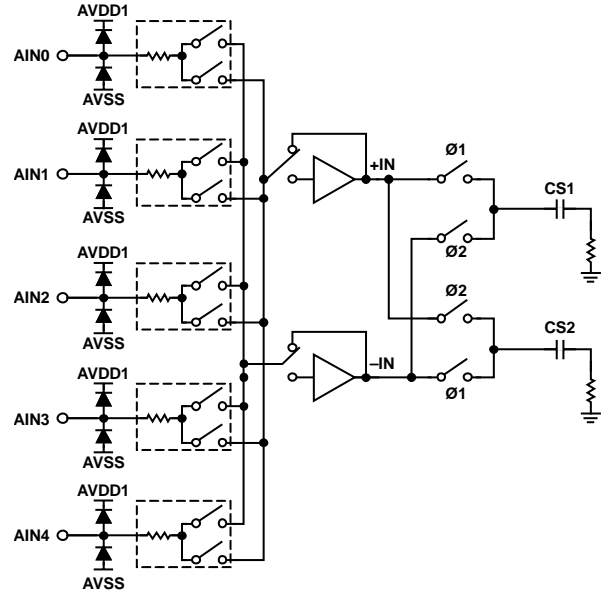 AVDD1
AIN0
AVSS
AVDD1
AIN1
AVSS
AVDD1
AIN2
AVSS
AVDD1
AIN3
AVSS
AVDD1
AIN4
AVSS
+IN
–IN
Ø1
Ø2
CS1
Ø2
Ø1
CS2